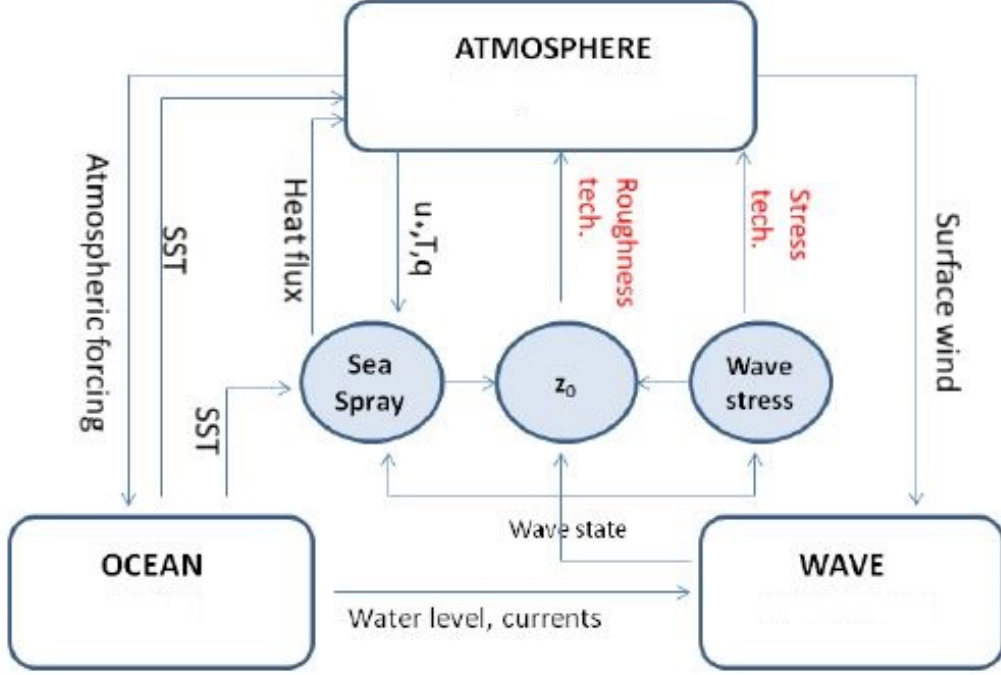 ATMOSPHERE
Atmospheric forcing
SST
Heat flux
u*,T,q
Roughness
tech.
Stress
tech.
Surface wind
SST
Sea
Spray
z₀
Wave
stress
Wave state
OCEAN
WAVE
Water level, currents